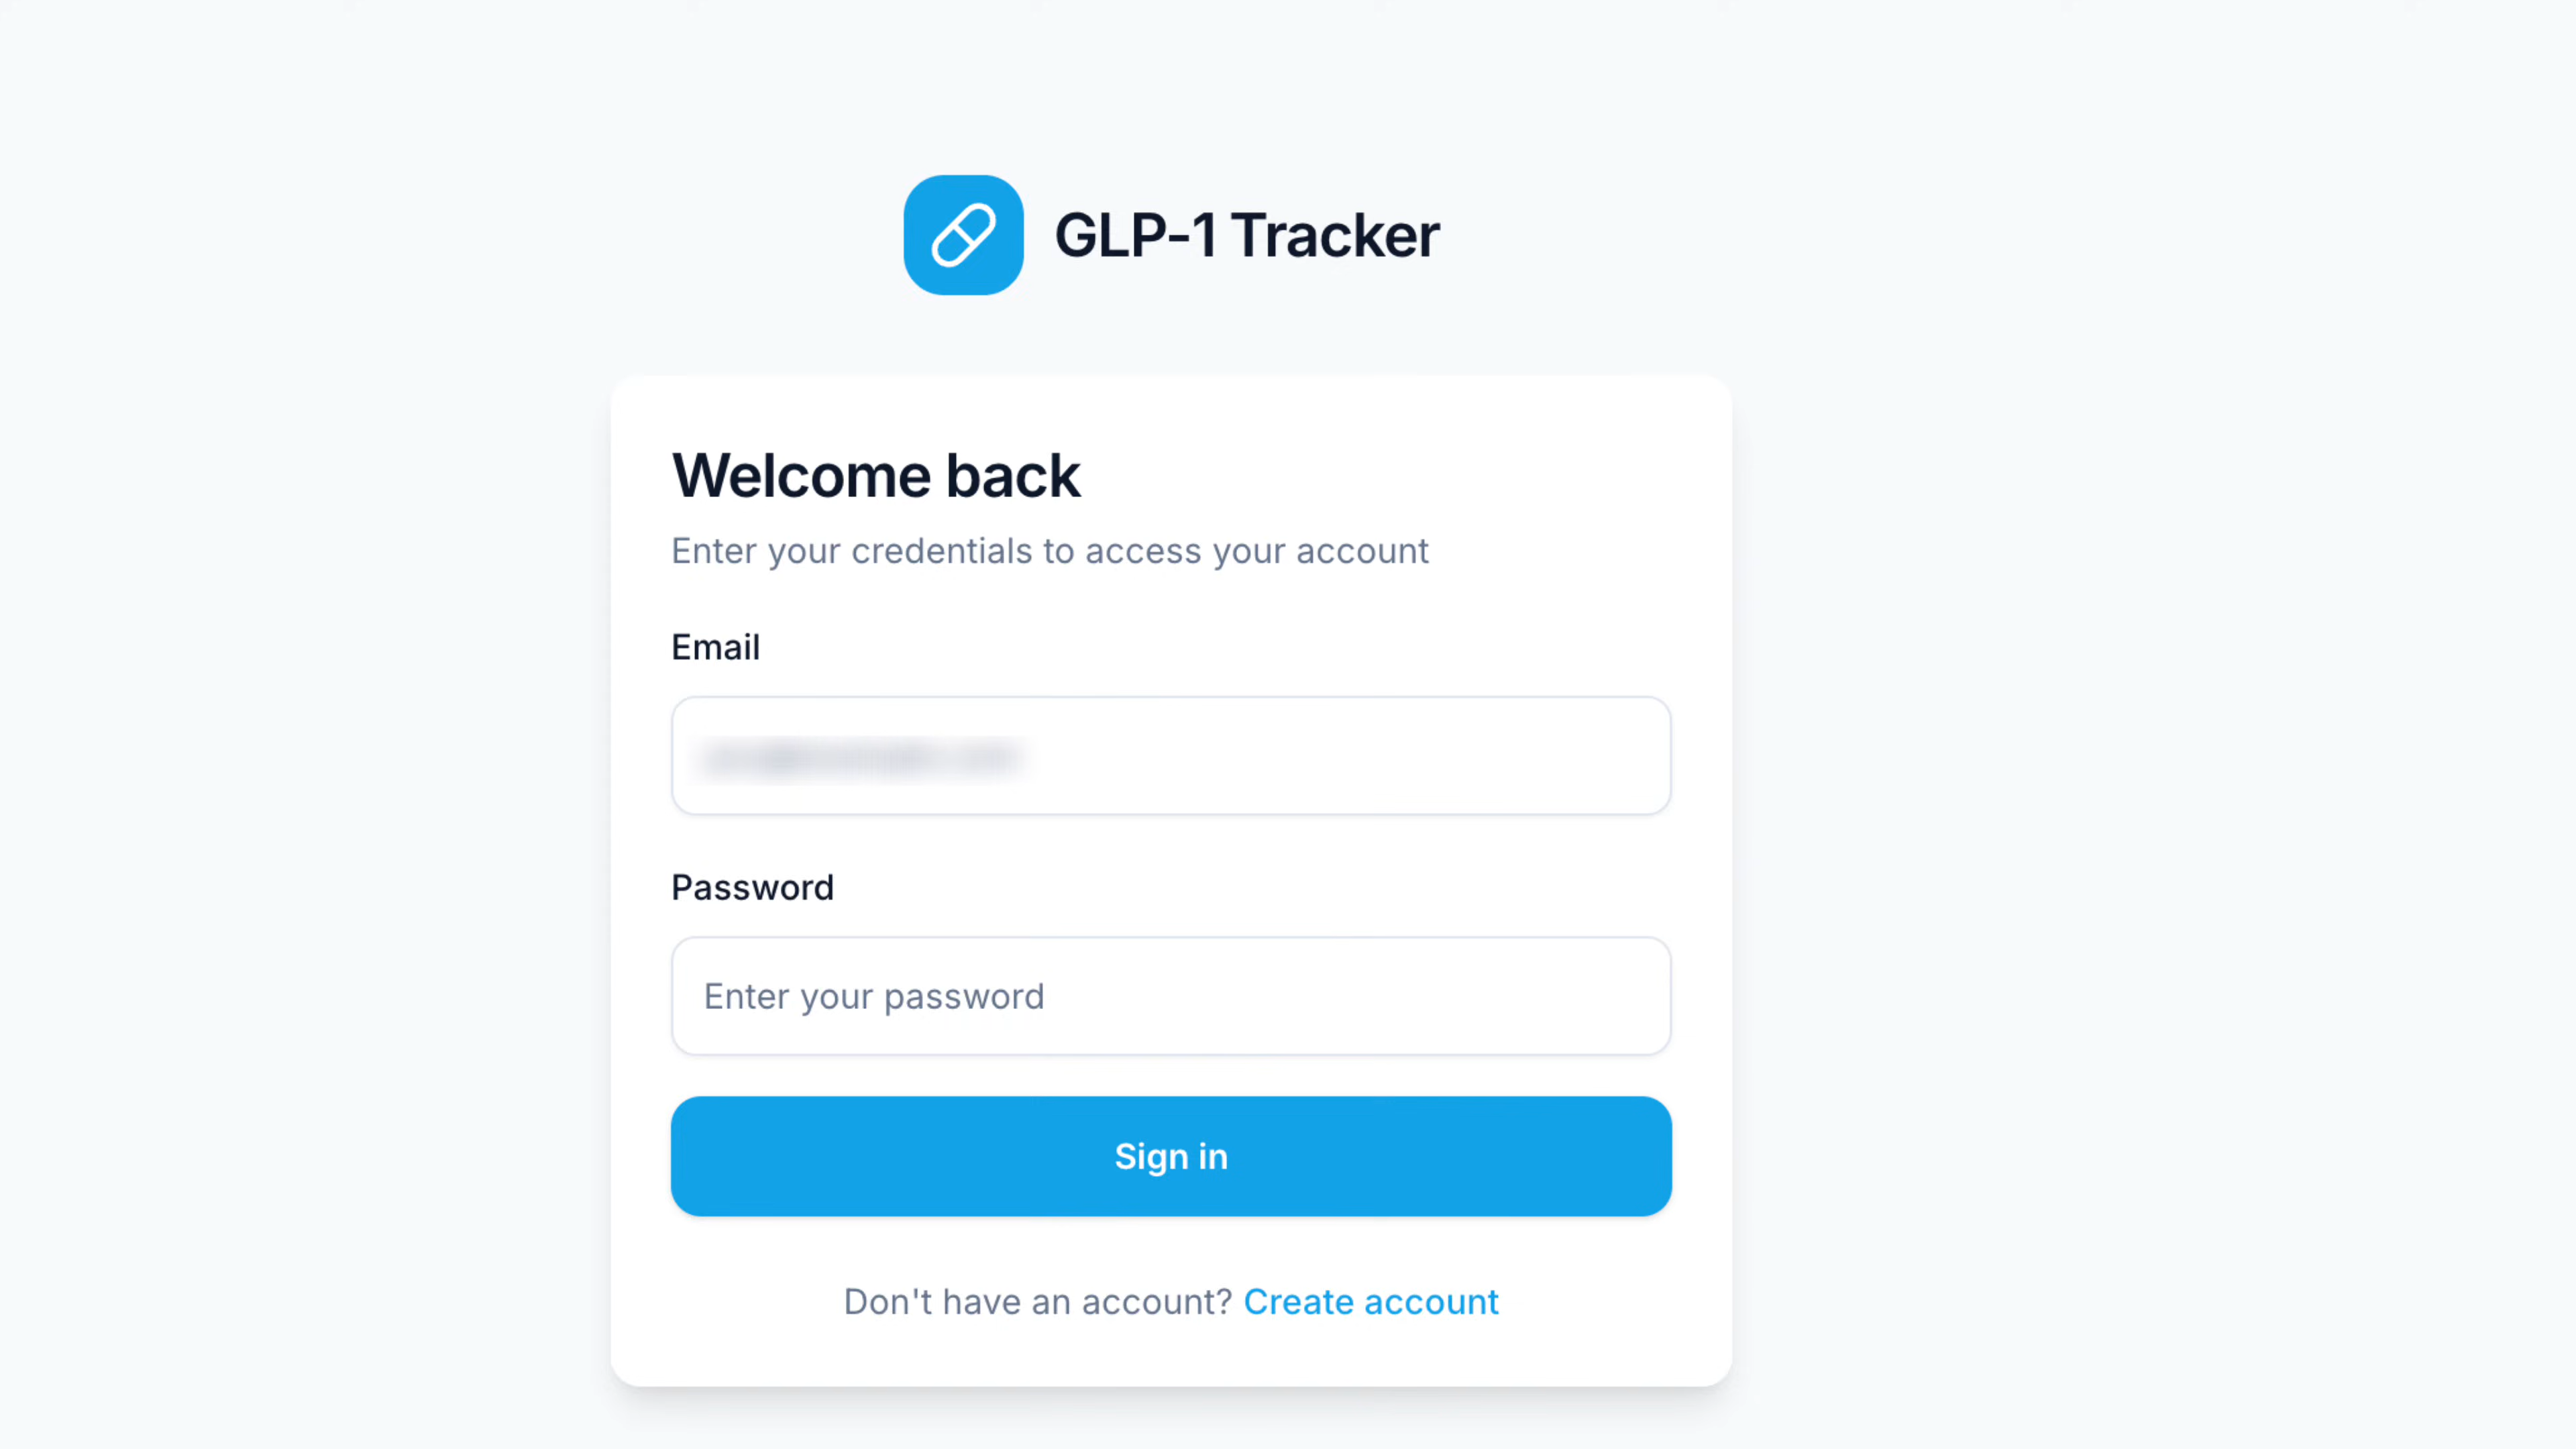 GLP-1 Tracker
Welcome back
Enter your credentials to access your account
Email
Password
Enter your password
Sign in
Don't have an account? Create account